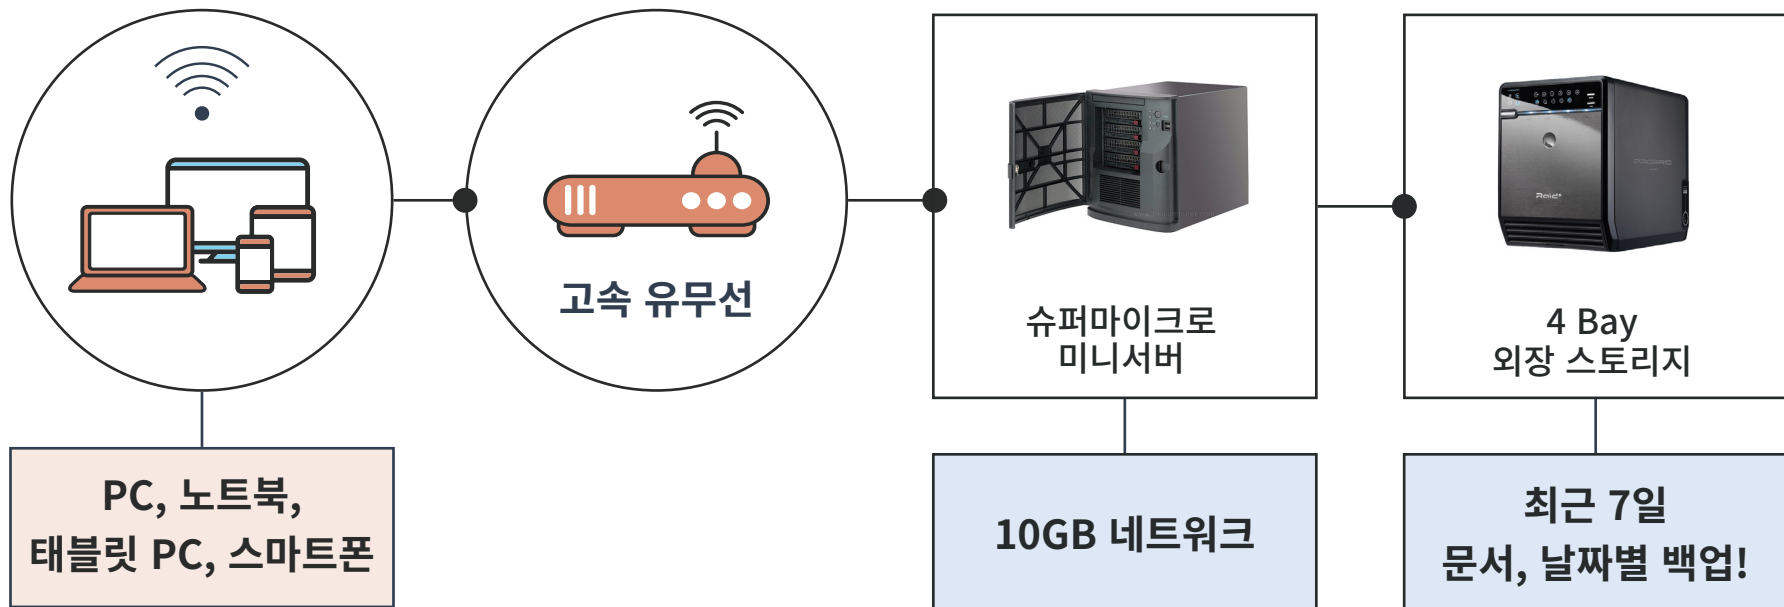 고속 유무선
슈퍼마이크로
미니서버
Raid+
4 Bay
외장 스토리지
PC, 노트북,
태블릿 PC, 스마트폰
10GB 네트워크
최근 7일
문서, 날짜별 백업!